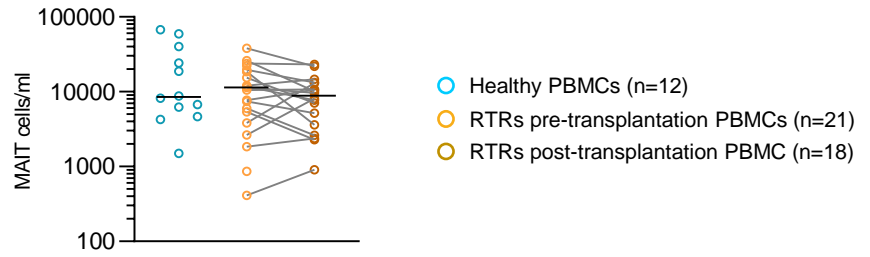 MAIT cells/ml
100000
10000
1000
100
Healthy PBMCs (n=12)
RTRs pre-transplantation PBMCs (n=21)
RTRs post-transplantation PBMC (n=18)